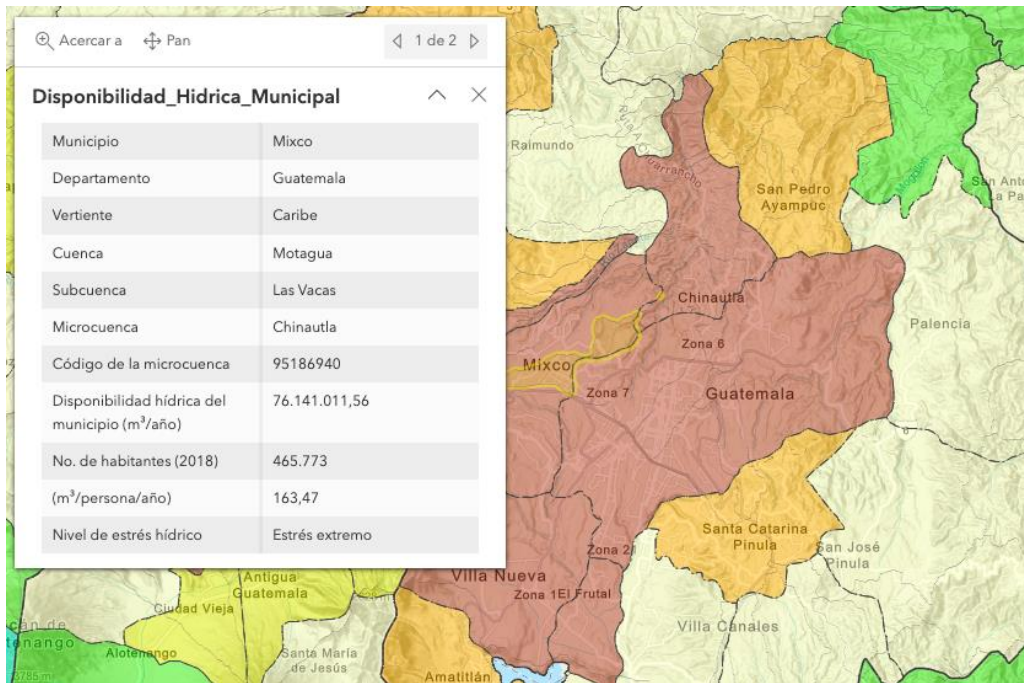 Acercar a Pan 1 de 2
Disponibilidad_Hidrica_Municipal
Municipio Mixco
Departamento Guatemala
Vertiente Caribe
Cuenca Motagua
Subcuenca Las Vacas
Microcuenca Chinautla
Código de la microcuenca 95186940
Disponibilidad hídrica del
municipio (m³/año) 76.141.011,56
No. de habitantes (2018) 465.773
(m³/persona/año) 163,47
Nivel de estrés hídrico Estrés extremo
Raimundo
San Pedro
Ayampuc
Chinautla
Zona 6
Palencia
Mixco
Zona 7
Guatemala
Santa Catarina
Pinula
San José
Pinula
Zona 2
Villa Nueva
Zona 1
El Frutal
Antigua
Guatemala
Ciudad Vieja
Villa Canales
Alotenango
Santa María
de Jesús
Amatitlán